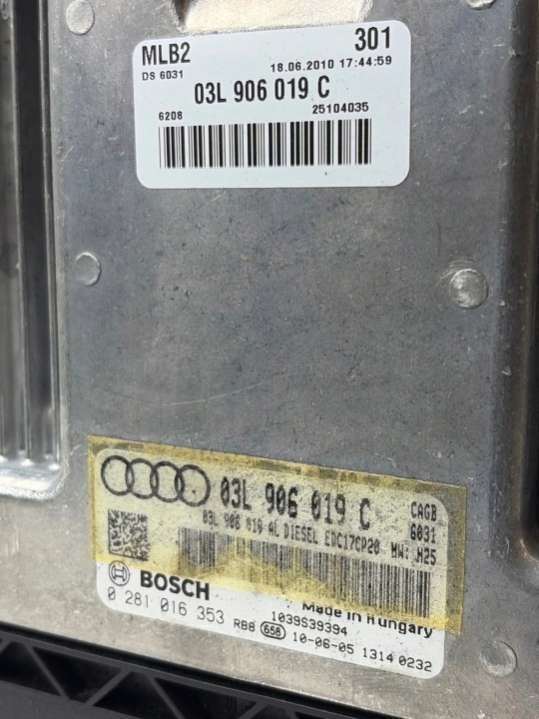 MLB2 301
DS 6031 18.06.2010 17:44:59
03L 906 019 C
6208 25104035
03L 906 019 C CAGB
03L 906 019 AL DIESEL EDC17CP20 HW: H25 6031
BOSCH Made in Hungary
0 281 016 353 1039S39394
RBB 656 10-06-05 1314 0232